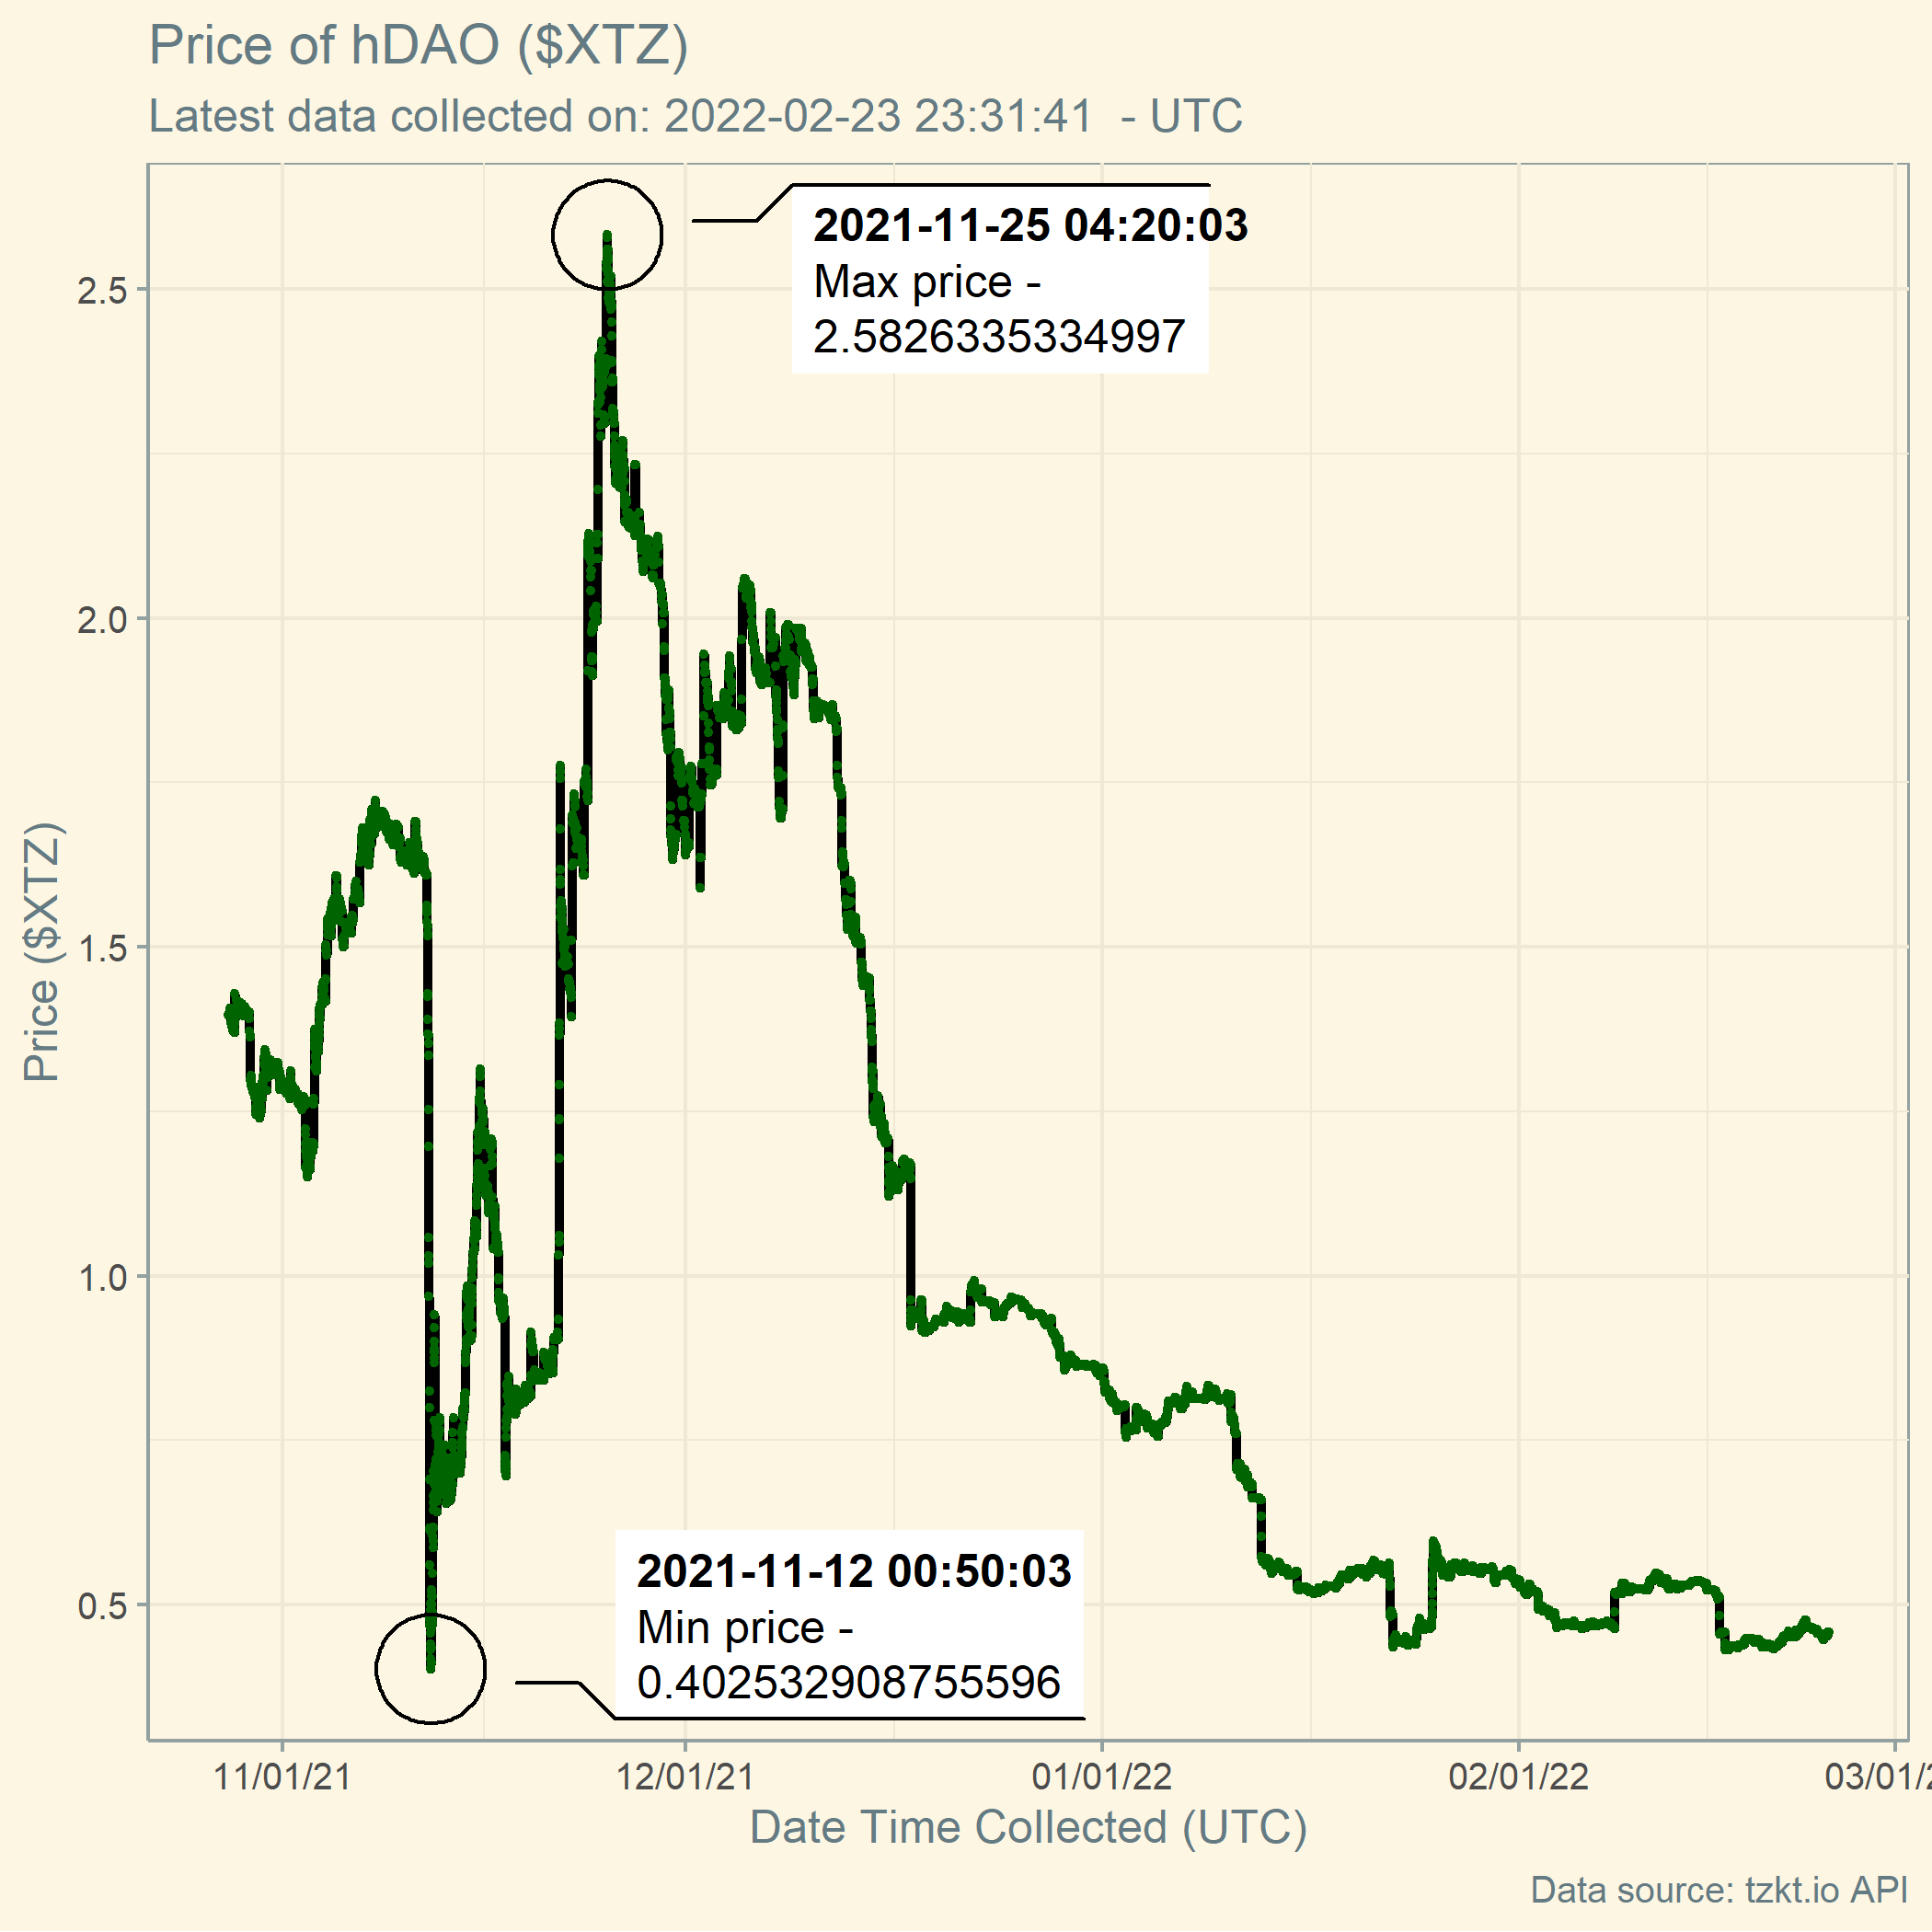 Price of hDAO ($XTZ)
Latest data collected on: 2022-02-23 23:31:41  - UTC
2021-11-25 04:20:03
Max price -
2.5826335334997
2.5
2.0
1.5
1.0
0.5
Price ($XTZ)
2021-11-12 00:50:03
Min price -
0.402532908755596
11/01/21
12/01/21
01/01/22
02/01/22
03/01/2
Date Time Collected (UTC)
Data source: tzkt.io API